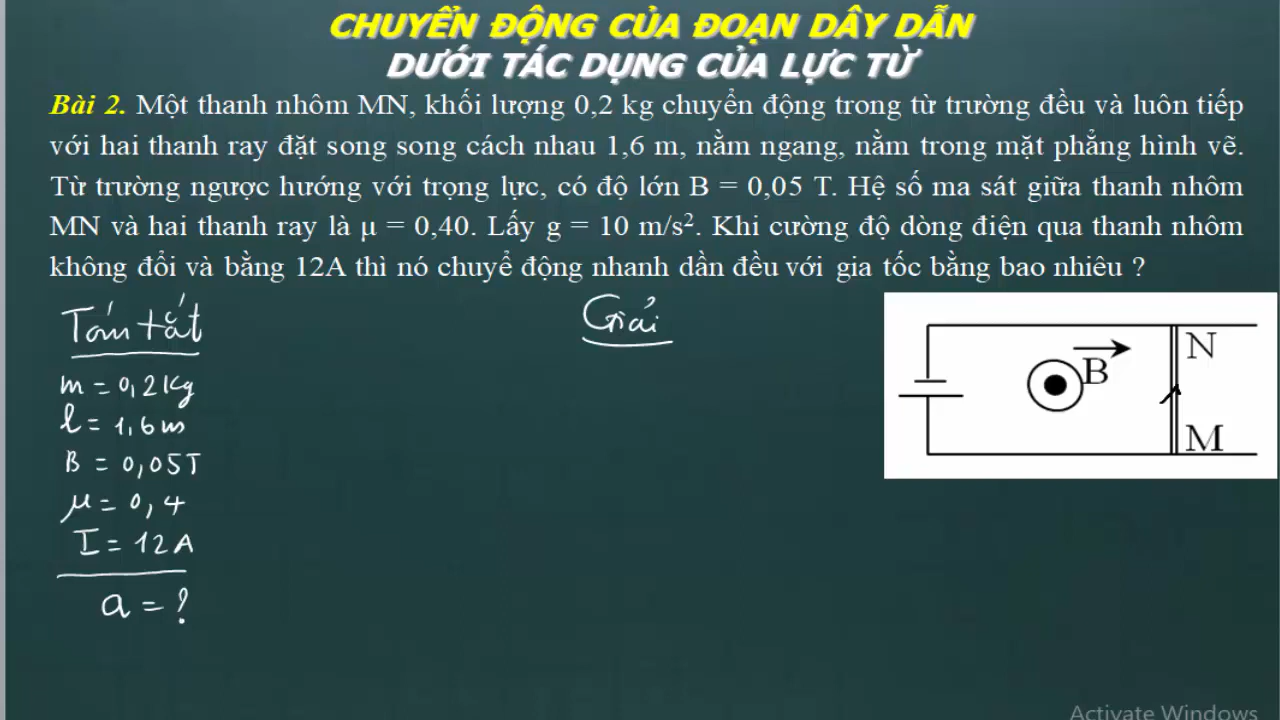 CHUYỂN ĐỘNG CỦA ĐOẠN DÂY DẪN
DƯỚI TÁC DỤNG CỦA LỰC TỪ
Bài 2. Một thanh nhôm MN, khối lượng 0,2 kg chuyển động trong từ trường đều và luôn tiếp
với hai thanh ray đặt song song cách nhau 1,6 m, nằm ngang, nằm trong mặt phẳng hình vẽ.
Từ trường ngược hướng với trọng lực, có độ lớn B = 0,05 T. Hệ số ma sát giữa thanh nhôm
MN và hai thanh ray là μ = 0,40. Lấy g = 10 m/s². Khi cường độ dòng điện qua thanh nhôm
không đổi và bằng 12A thì nó chuyể động nhanh dần đều với gia tốc bằng bao nhiêu ?
Tóm tắt
Giải
m = 0,2 Kg
l = 1,6 m
B = 0,05T
μ = 0,4
I = 12A
a = ?
N
B
M
Activate Windows